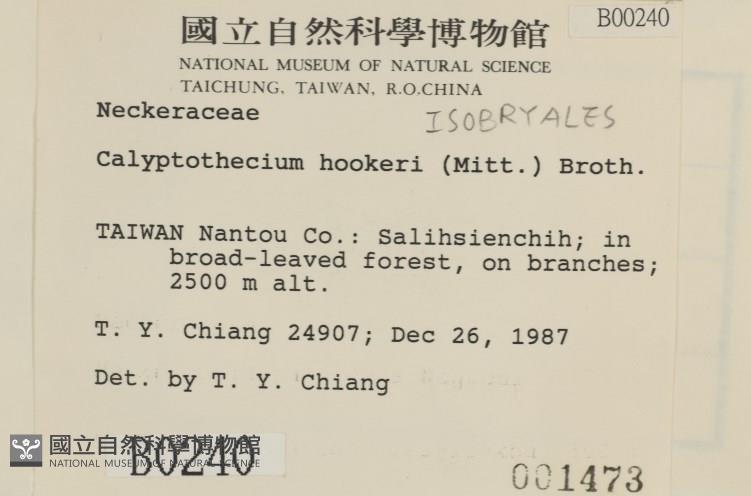 國立自然科學博物館
B00240
NATIONAL MUSEUM OF NATURAL SCIENCE
TAICHUNG, TAIWAN, R.O.CHINA
Neckeraceae
ISOBRYALES
Calyptothecium hookeri (Mitt.) Broth.
TAIWAN Nantou Co.: Salihsienchih; in
broad-leaved forest, on branches;
2500 m alt.
T. Y. Chiang 24907; Dec 26, 1987
Det. by T. Y. Chiang
國立自然科學博物館
NATIONAL MUSEUM OF NATURAL SCIENCE
B00240
001473